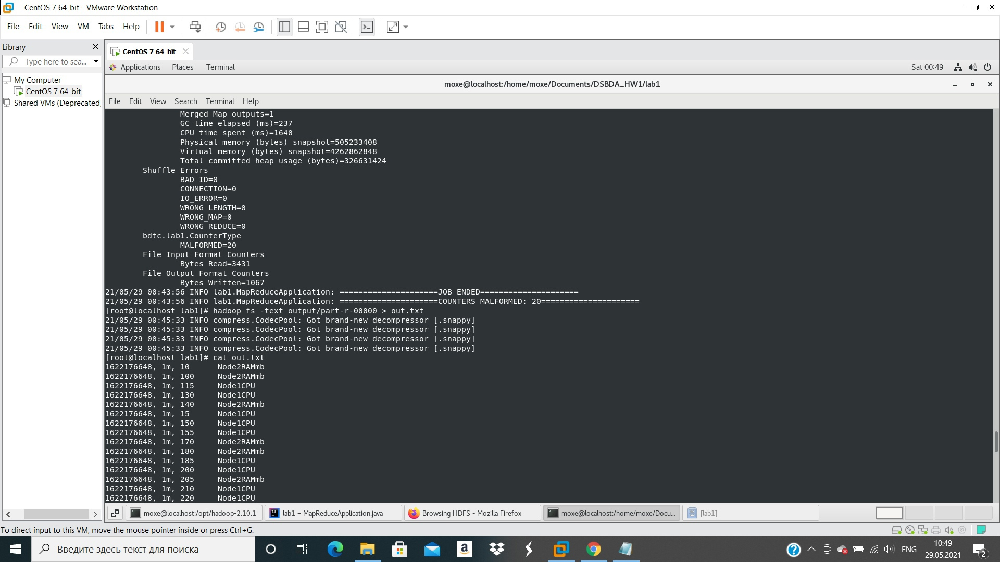 CentOS 7 64-bit - VMware Workstation
File Edit View VM Tabs Help
Library
Type here to sea...
My Computer
CentOS 7 64-bit
Shared VMs (Deprecated)
CentOS 7 64-bit
Applications Places Terminal
Sat 00:49
moxe@localhost:/home/moxe/Documents/DSBDA_HW1/lab1
File Edit View Search Terminal Help
Merged Map outputs=1
GC time elapsed (ms)=237
CPU time spent (ms)=1640
Physical memory (bytes) snapshot=505233408
Virtual memory (bytes) snapshot=4262862848
Total committed heap usage (bytes)=326631424
Shuffle Errors
BAD_ID=0
CONNECTION=0
IO_ERROR=0
WRONG_LENGTH=0
WRONG_MAP=0
WRONG_REDUCE=0
bdtc.lab1.CounterType
MALFORMED=20
File Input Format Counters
Bytes Read=3431
File Output Format Counters
Bytes Written=1067
21/05/29 00:43:56 INFO lab1.MapReduceApplication: =====================JOB ENDED=====================
21/05/29 00:43:56 INFO lab1.MapReduceApplication: =====================COUNTERS MALFORMED: 20=====================
[root@localhost lab1]# hadoop fs -text output/part-r-00000 > out.txt
21/05/29 00:45:33 INFO compress.CodecPool: Got brand-new decompressor [.snappy]
21/05/29 00:45:33 INFO compress.CodecPool: Got brand-new decompressor [.snappy]
21/05/29 00:45:33 INFO compress.CodecPool: Got brand-new decompressor [.snappy]
21/05/29 00:45:33 INFO compress.CodecPool: Got brand-new decompressor [.snappy]
[root@localhost lab1]# cat out.txt
1622176648, 1m, 10 Node2RAMmb
1622176648, 1m, 100 Node2RAMmb
1622176648, 1m, 115 Node1CPU
1622176648, 1m, 130 Node1CPU
1622176648, 1m, 140 Node2RAMmb
1622176648, 1m, 15 Node1CPU
1622176648, 1m, 150 Node1CPU
1622176648, 1m, 155 Node1CPU
1622176648, 1m, 170 Node2RAMmb
1622176648, 1m, 180 Node2RAMmb
1622176648, 1m, 185 Node1CPU
1622176648, 1m, 200 Node1CPU
1622176648, 1m, 205 Node2RAMmb
1622176648, 1m, 210 Node1CPU
1622176648, 1m, 220 Node1CPU
moxe@localhost:/opt/hadoop-2.10.1
lab1 – MapReduceApplication.java
Browsing HDFS - Mozilla Firefox
moxe@localhost:/home/moxe/Docu...
[lab1]
To direct input to this VM, move the mouse pointer inside or press Ctrl+G.
Введите здесь текст для поиска
ENG
10:49
29.05.2021
2